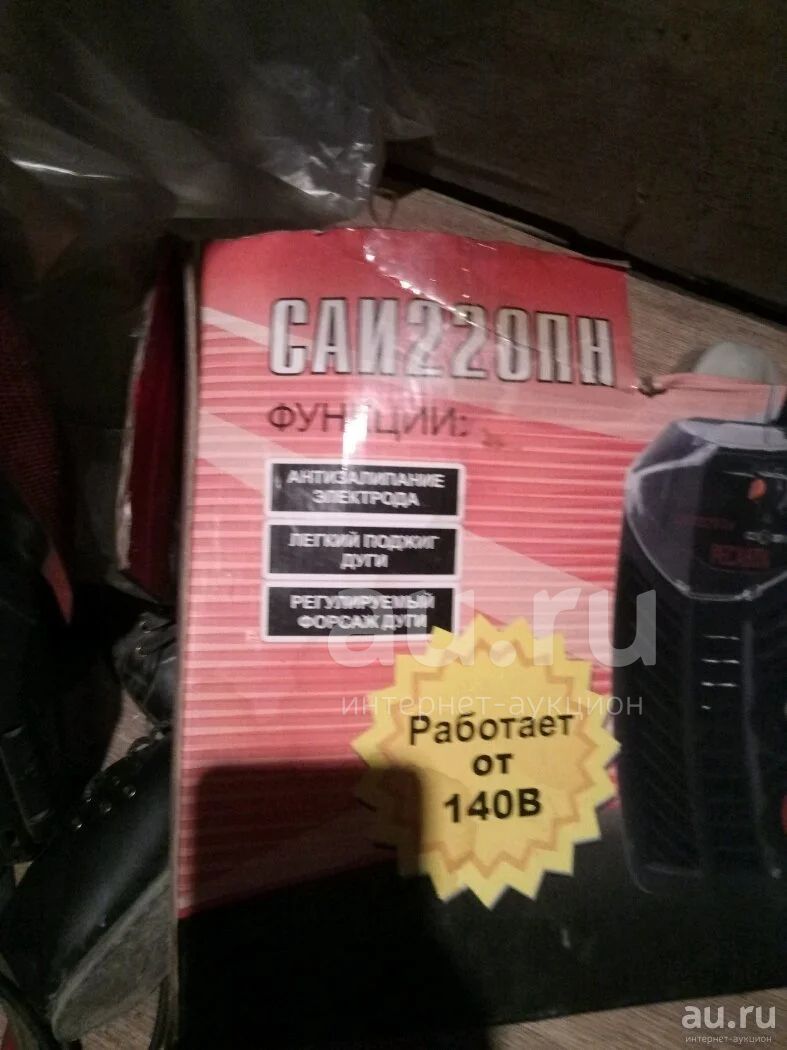 САИ220ПН
ФУНКЦИИ:
АНТИЗАЛИПАНИЕ
ЭЛЕКТРОДА
ЛЕГКИЙ ПОДЖИГ
ДУГИ
РЕГУЛИРУЕМЫЙ
ФОРСАЖ ДУГИ
au.ru
интернет-аукцион
Работает
от
140В
au.ru
интернет-аукцион